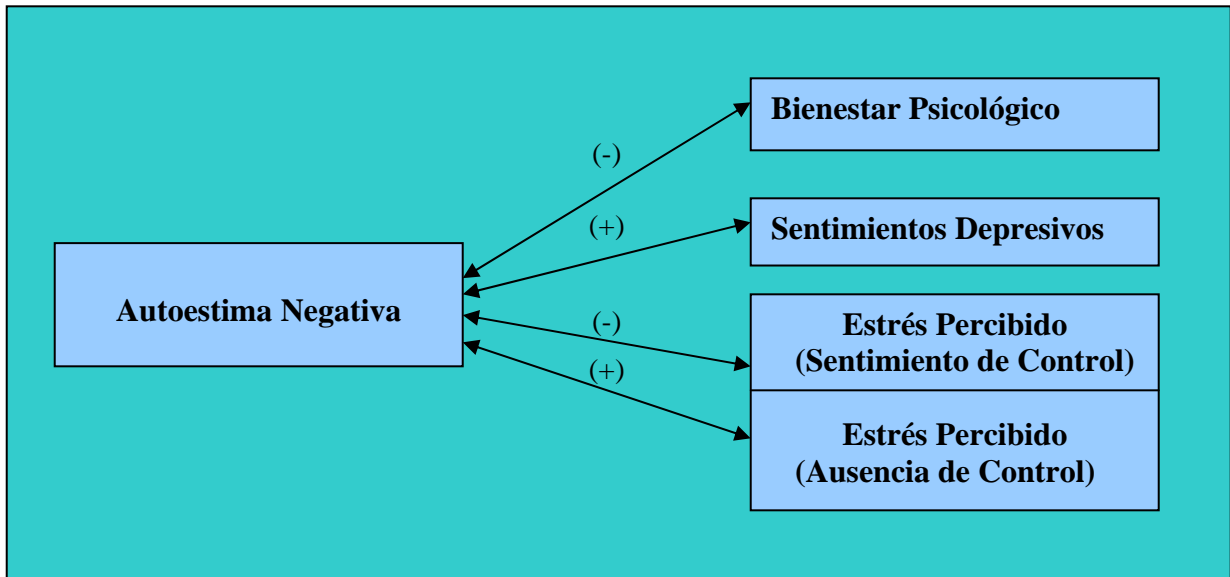 Bienestar Psicológico
(-)
(+)
Sentimientos Depresivos
Autoestima Negativa
(-)
Estrés Percibido
(Sentimiento de Control)
(+)
Estrés Percibido
(Ausencia de Control)